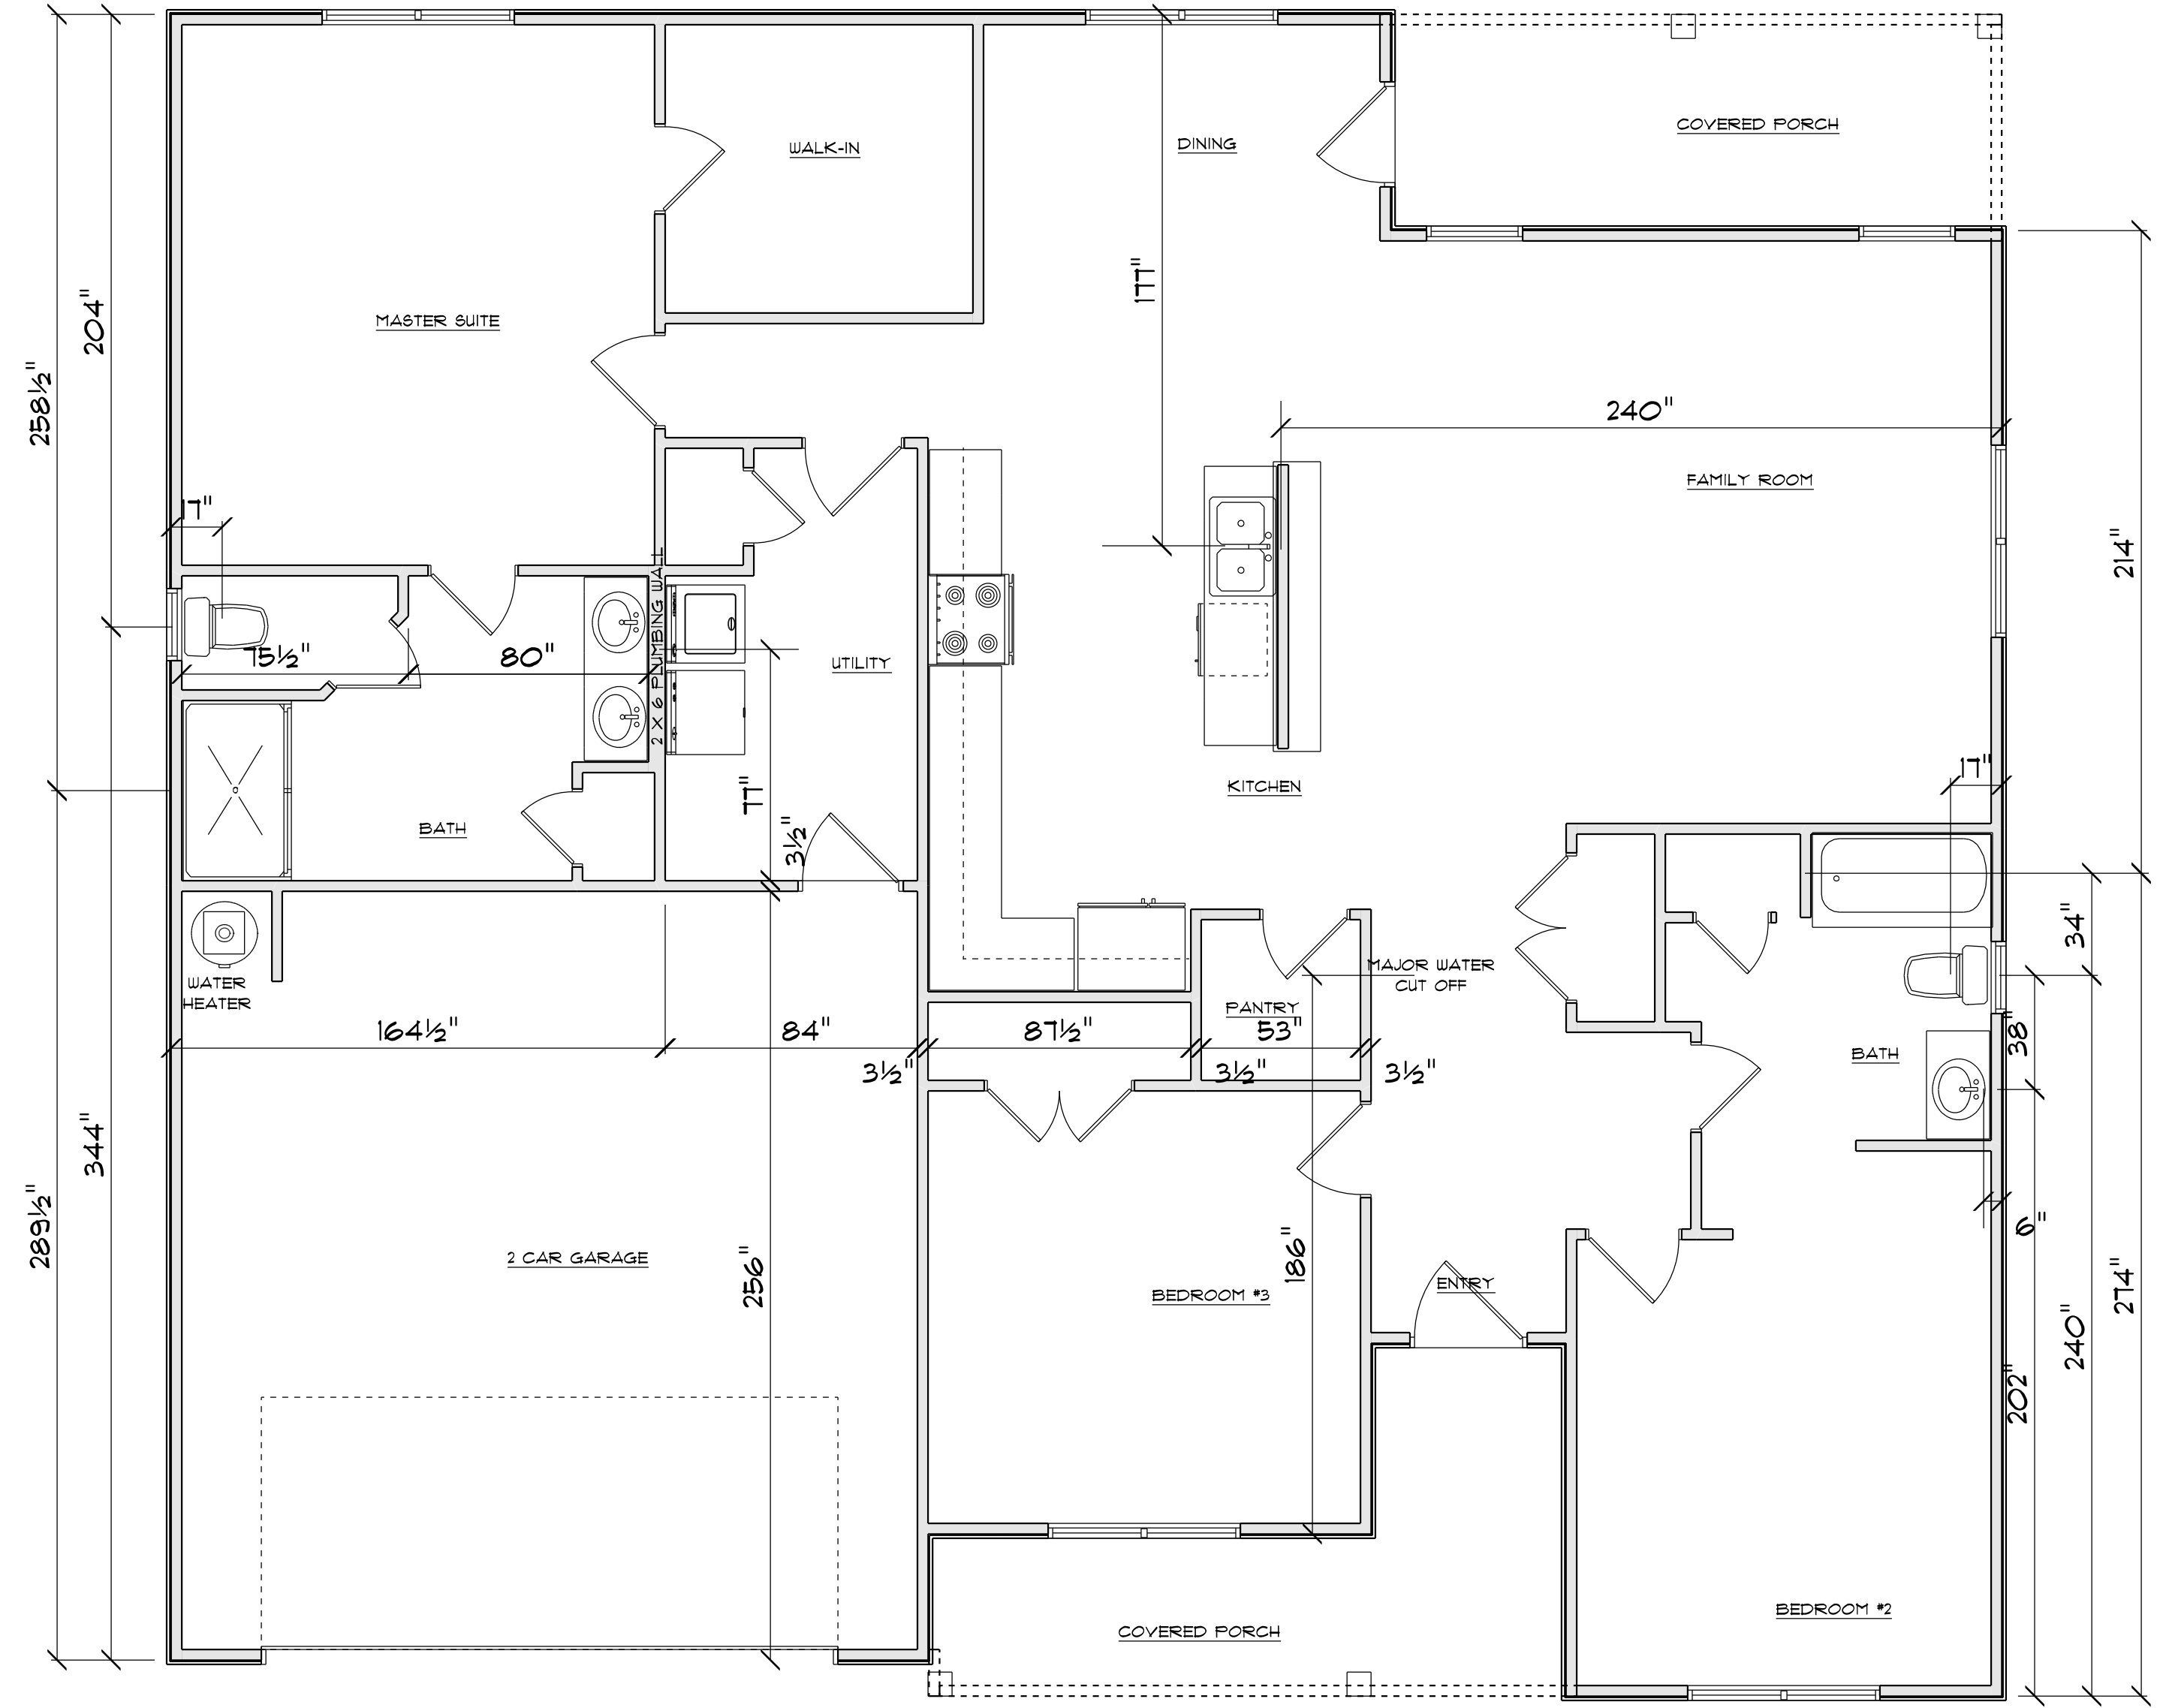 WALK-IN
DINING
COVERED PORCH
204"
177"
MASTER SUITE
258½"
240"
FAMILY ROOM
17"
214"
2 X 6 PLUMBING WALL
75½"
80"
UTILITY
77"
3½"
KITCHEN
17"
BATH
34"
WATER
HEATER
MAJOR WATER
CUT OFF
PANTRY
164½"
84"
87½"
53"
38"
BATH
3½"
3½"
3½"
344"
289½"
256"
186"
6"
2 CAR GARAGE
BEDROOM #3
ENTRY
274"
240"
202"
BEDROOM #2
COVERED PORCH